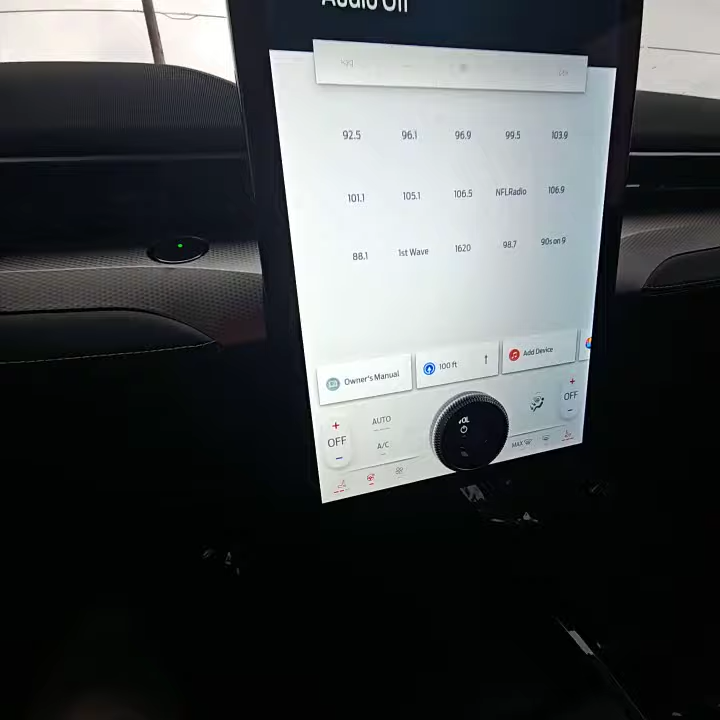 Audio Off
92.5 96.1 96.9 99.5 103.9
101.1 105.1 106.5 NFLRadio 106.9
88.1 1st Wave 1620 98.7 90s on 9
Owner's Manual 100 ft Add Device
+ OFF − AUTO A/C VOL MAX + OFF −